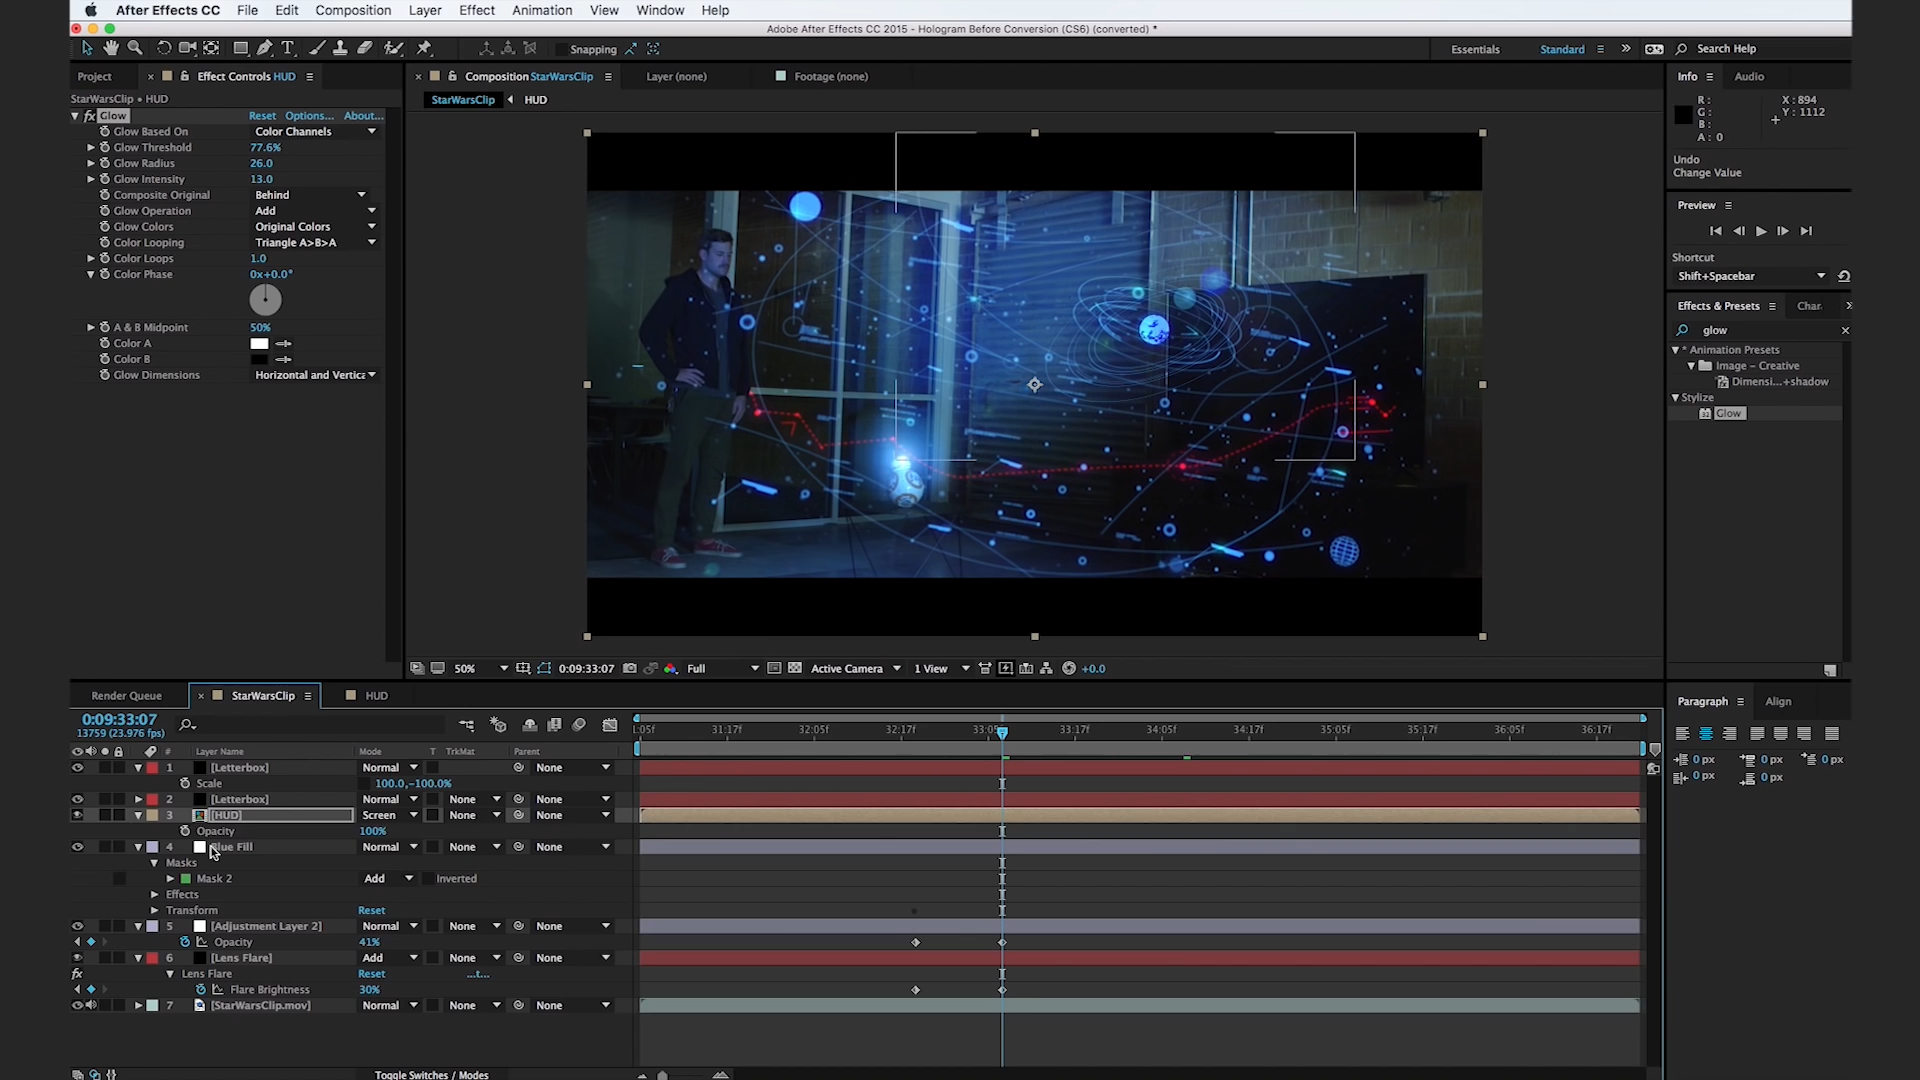 After Effects CC File Edit Composition Layer Effect Animation View Window Help
Adobe After Effects CC 2015 - Hologram Before Conversion (CS6) (converted) *
Snapping Essentials Standard Search Help
Project Effect Controls HUD
Composition StarWarsClip Layer (none) Footage (none)
Info Audio
StarWarsClip • HUD
StarWarsClip HUD
R: X : 894
G: Y : 1112
B:
A : 0
fx Glow Reset Options... About...
Glow Based On Color Channels
Glow Threshold 77.6%
Glow Radius 26.0
Glow Intensity 13.0
Composite Original Behind
Glow Operation Add
Glow Colors Original Colors
Color Looping Triangle A>B>A
Color Loops 1.0
Color Phase 0x+0.0°
A & B Midpoint 50%
Color A
Color B
Glow Dimensions Horizontal and Vertica
Undo
Change Value
Preview
Shortcut
Shift+Spacebar
Effects & Presets Char
glow
* Animation Presets
Image – Creative
Dimensi...+shadow
Stylize
Glow
50% 0:09:33:07 Full Active Camera 1 View +0.0
Render Queue StarWarsClip HUD
Paragraph Align
0:09:33:07
13759 (23.976 fps)
31:17f 32:05f 32:17f 33:05 33:17f 34:05f 34:17f 35:05f 35:17f 36:05f 36:17f
# Layer Name Mode T TrkMat Parent
1 [Letterbox] Normal None
Scale 100.0,-100.0%
2 [Letterbox] Normal None None
3 [HUD] Screen None None
Opacity 100%
4 Blue Fill Normal None None
Masks
Mask 2 Add Inverted
Effects
Transform Reset
5 [Adjustment Layer 2] Normal None None
Opacity 41%
6 [Lens Flare] Add None None
fx Lens Flare Reset ...t...
Flare Brightness 30%
7 [StarWarsClip.mov] Normal None None
0 px 0 px 0 px
0 px 0 px
Toggle Switches / Modes